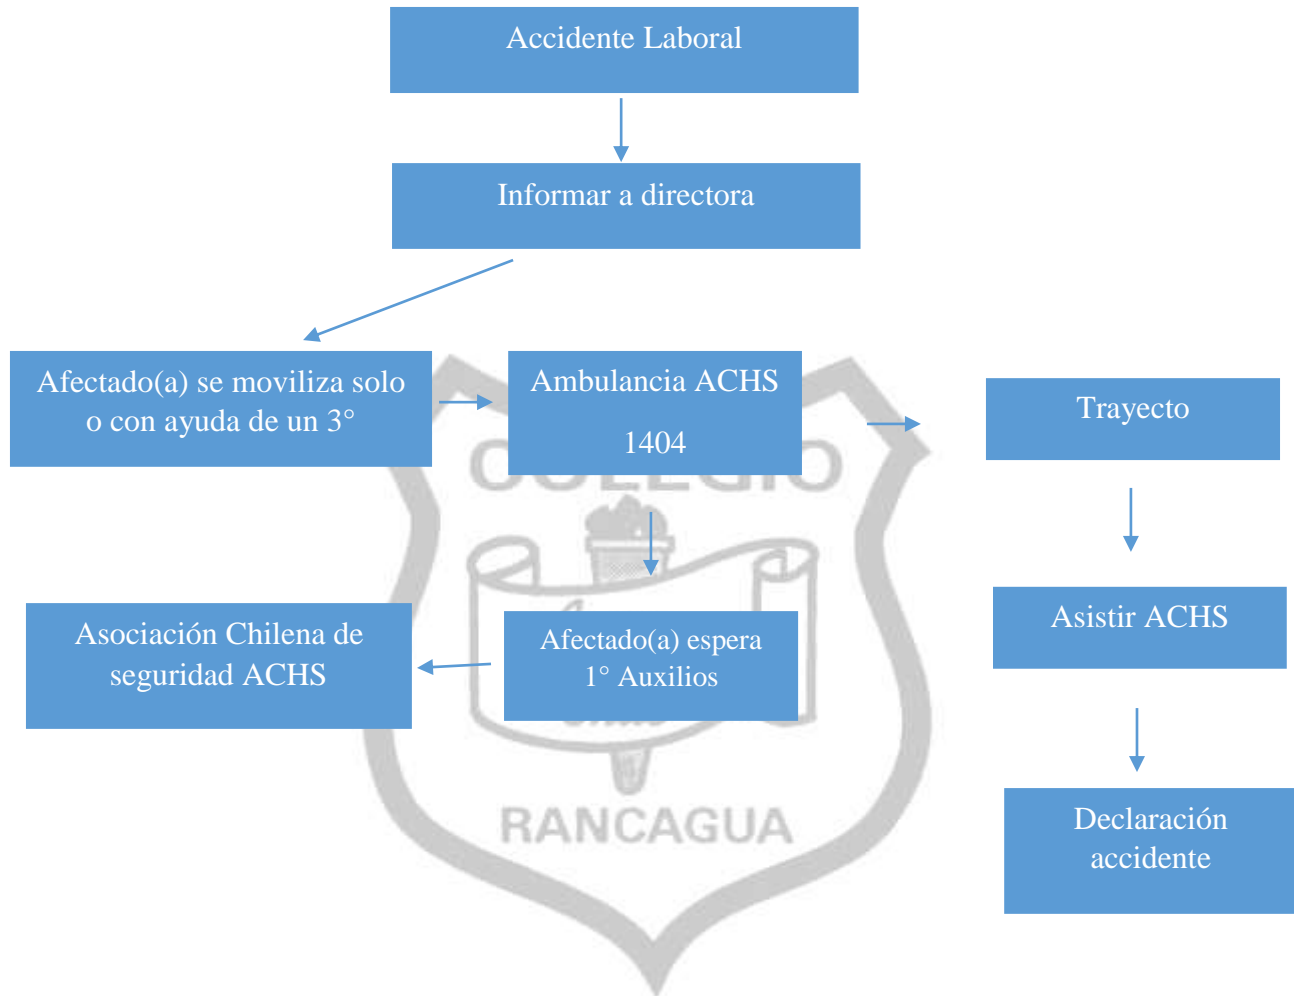 Accidente Laboral
Informar a directora
Afectado(a) se moviliza solo
o con ayuda de un 3°
Ambulancia ACHS
1404
Trayecto
COLEGIO
Asociación Chilena de
seguridad ACHS
Afectado(a) espera
1° Auxilios
Asistir ACHS
RANCAGUA
Declaración
accidente